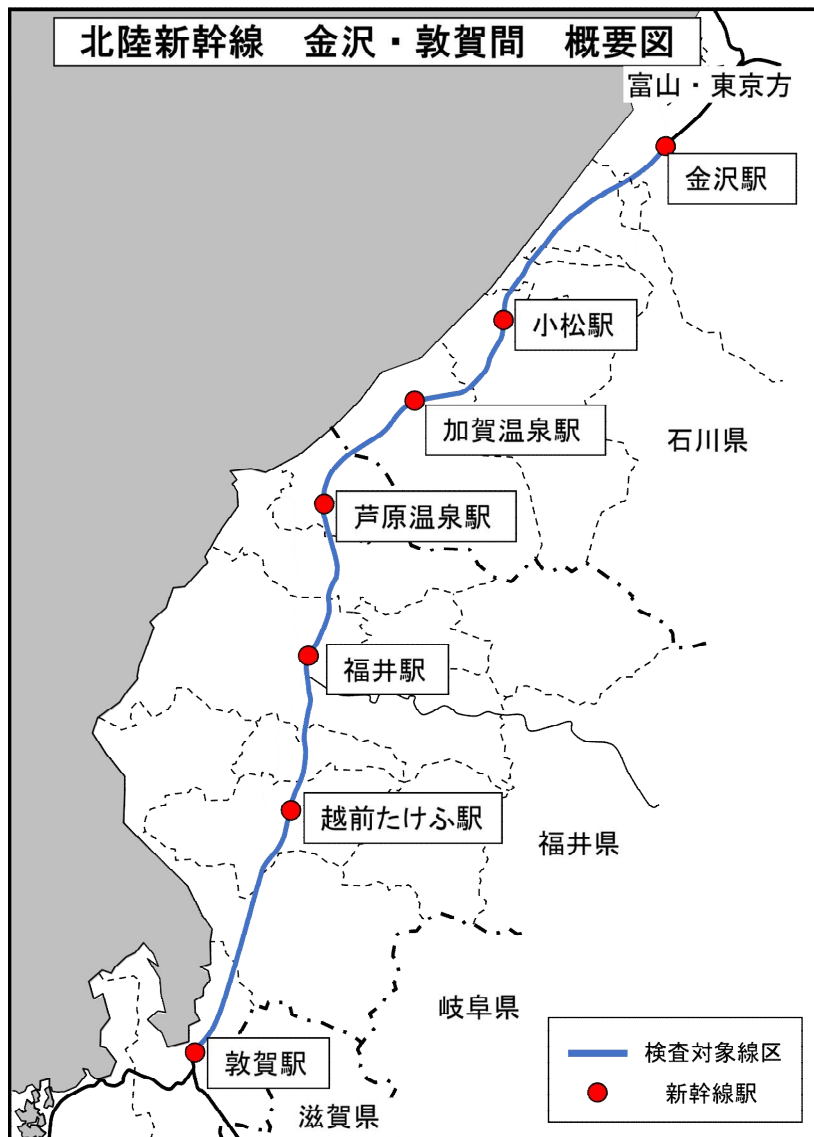 北陸新幹線　金沢・敦賀間　概要図
富山・東京方
金沢駅
小松駅
加賀温泉駅
石川県
芦原温泉駅
福井駅
越前たけふ駅
福井県
岐阜県
敦賀駅
滋賀県
検査対象線区
新幹線駅